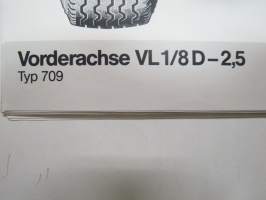 Vorderachse VL 1/8 D – 2,5
Typ 709